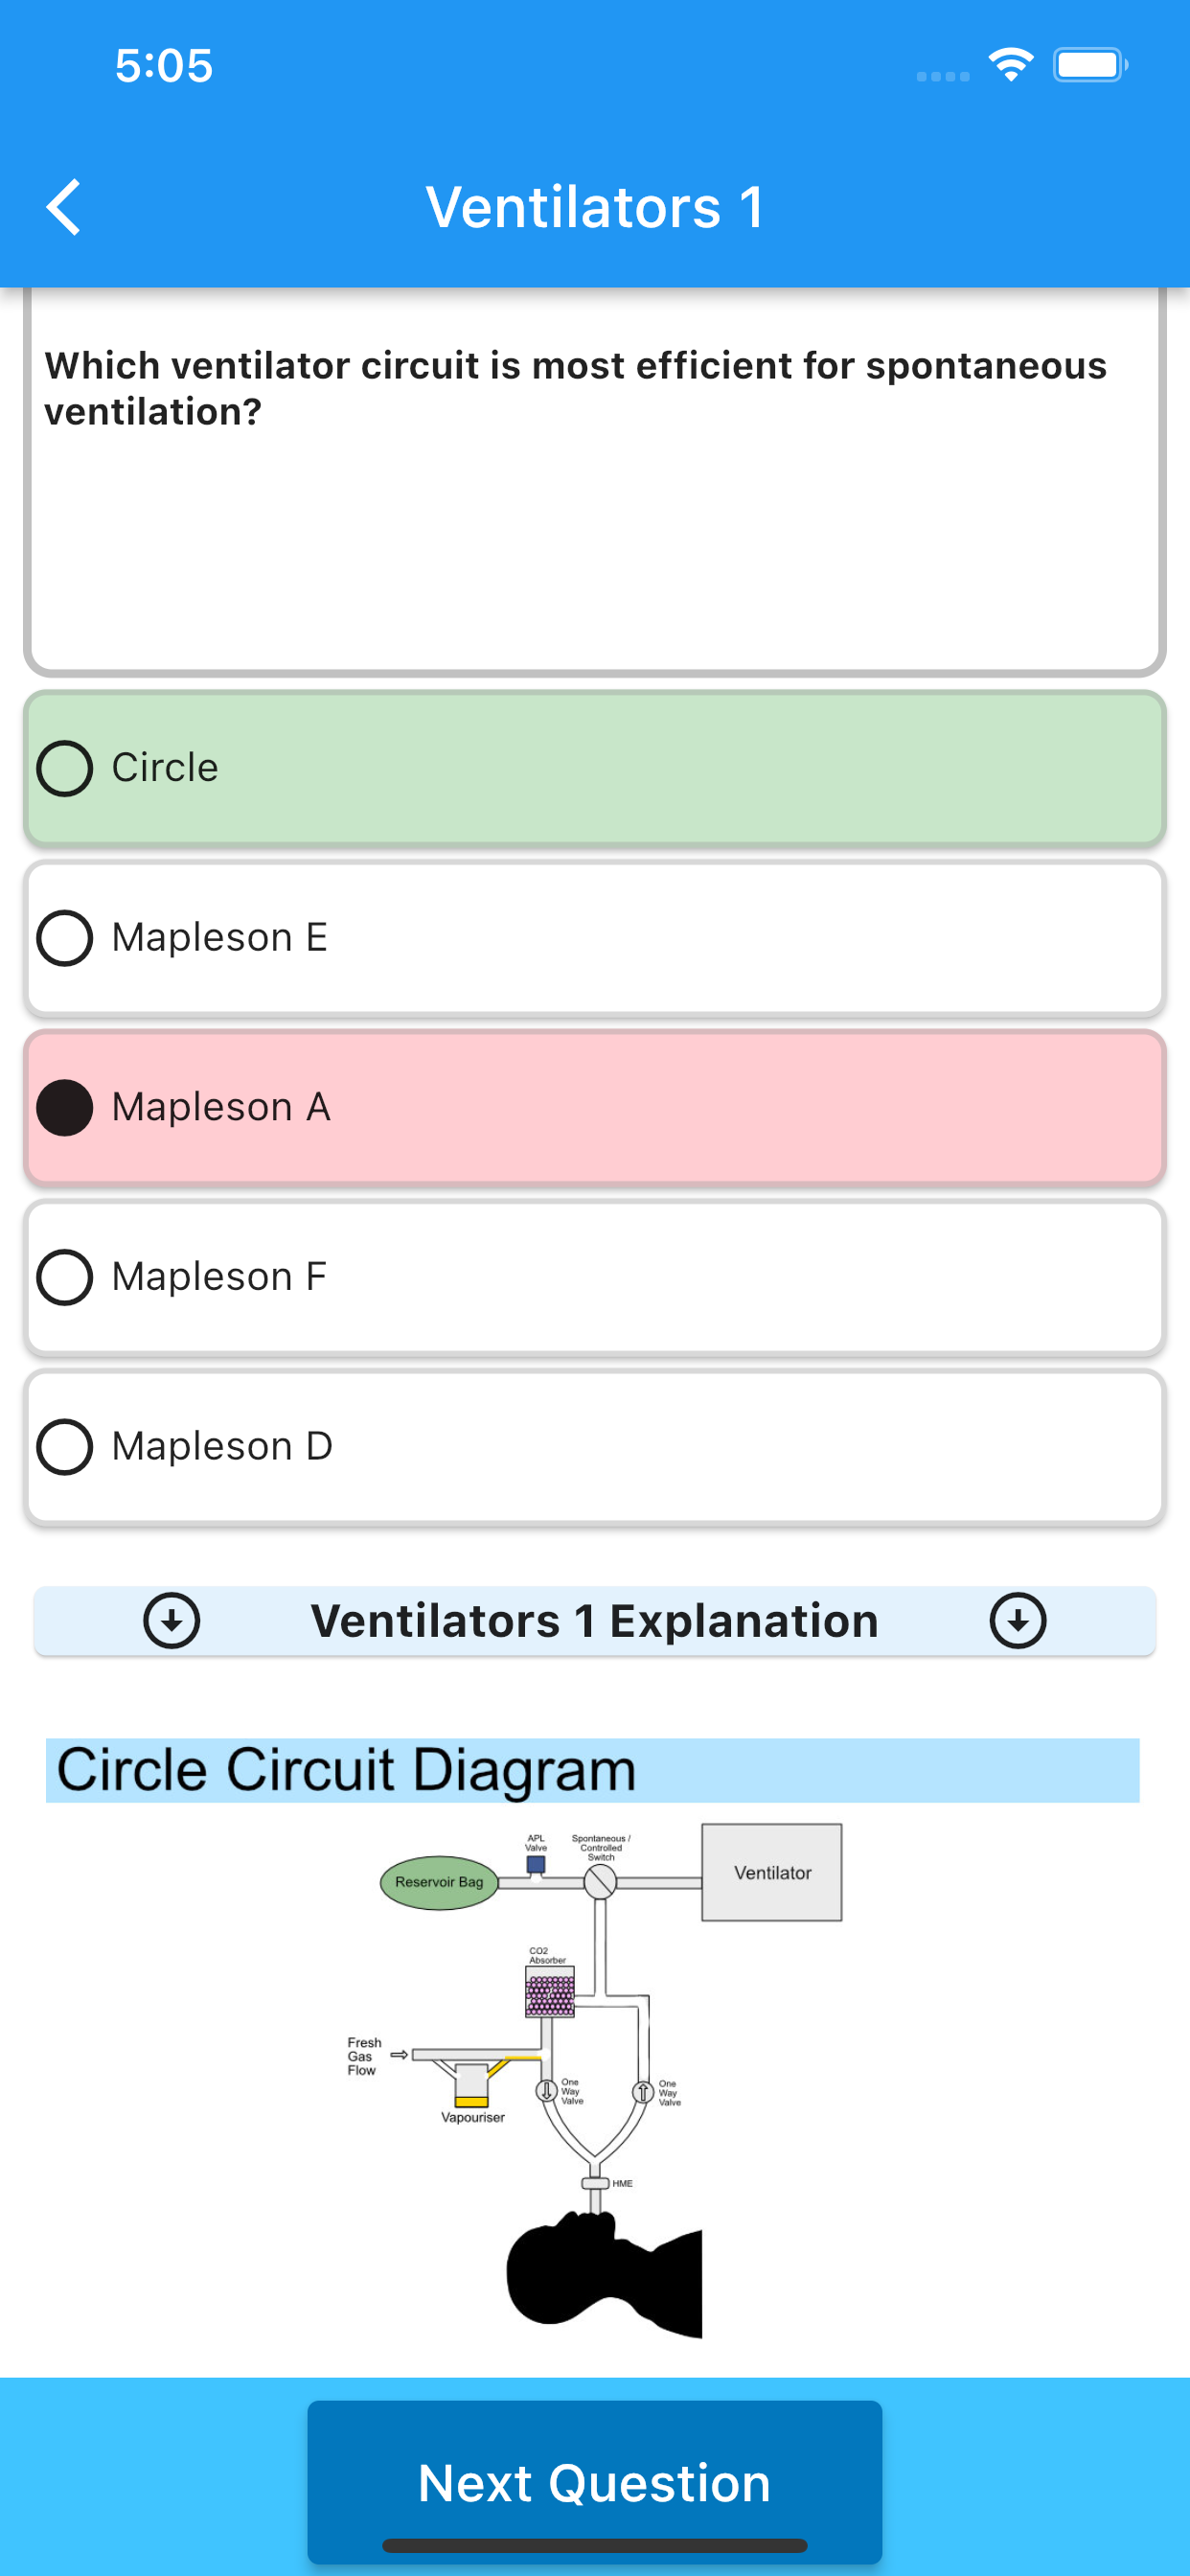 5:05
Ventilators 1
Which ventilator circuit is most efficient for spontaneous
ventilation?
Circle
Mapleson E
Mapleson A
Mapleson F
Mapleson D
Ventilators 1 Explanation
Circle Circuit Diagram
APL
Valve
Spontaneous /
Controlled
Switch
Reservoir Bag
Ventilator
CO2
Absorber
Fresh
Gas
Flow
Vapouriser
One
Way
Valve
One
Way
Valve
HME
Next Question